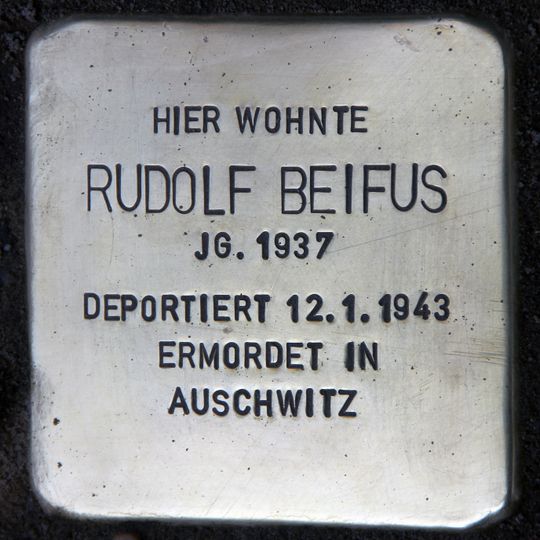 HIER WOHNTE
RUDOLF BEIFUS
JG. 1937
DEPORTIERT 12.1.1943
ERMORDET IN
AUSCHWITZ